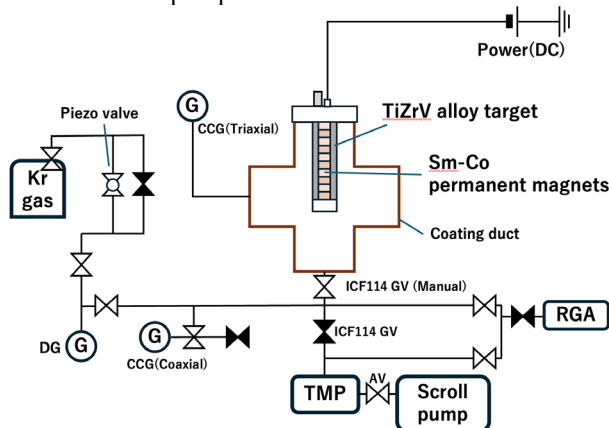 Power(DC)
Piezo valve
G
CCG(Triaxial)
TiZrV alloy target
Sm-Co
permanent magnets
Kr
gas
Coating duct
ICF114 GV (Manual)
RGA
DG
G
G
CCG(Coaxial)
ICF114 GV
TMP
AV
Scroll
pump